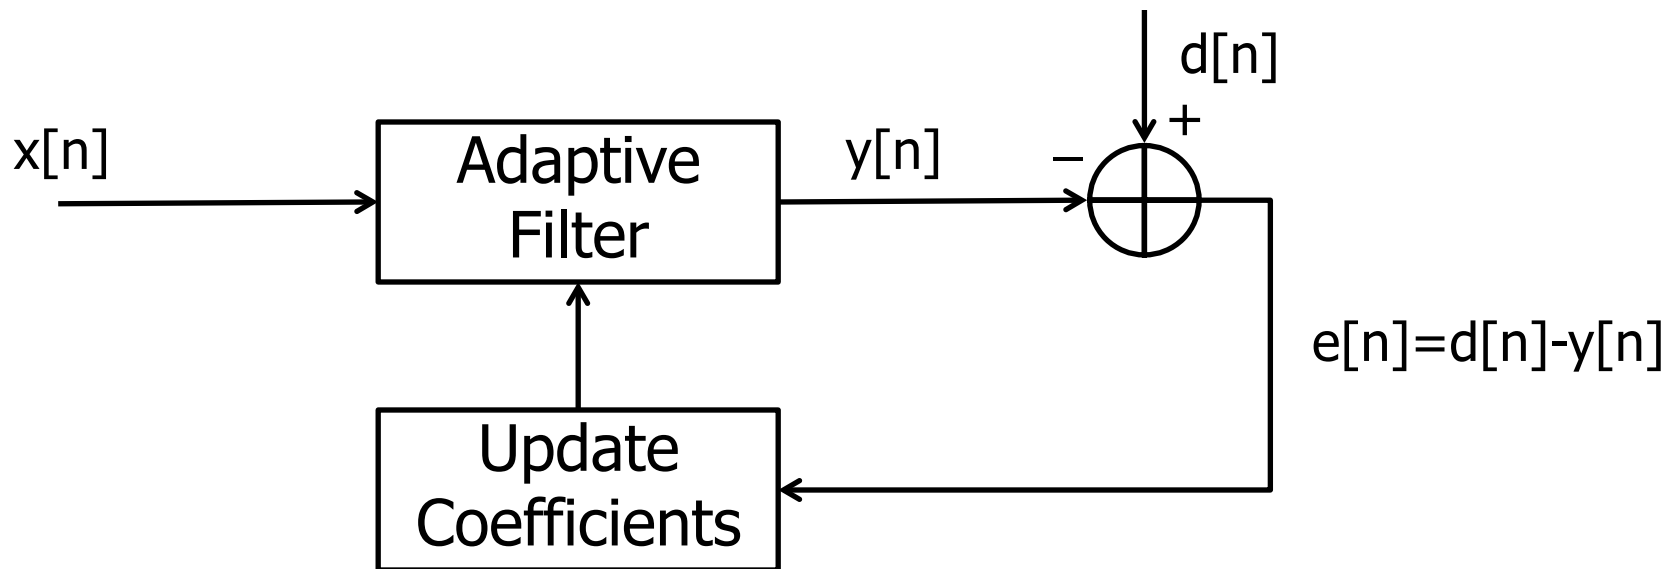 d[n]
+
x[n]
Adaptive
Filter
y[n]
−
e[n]=d[n]-y[n]
Update
Coefficients